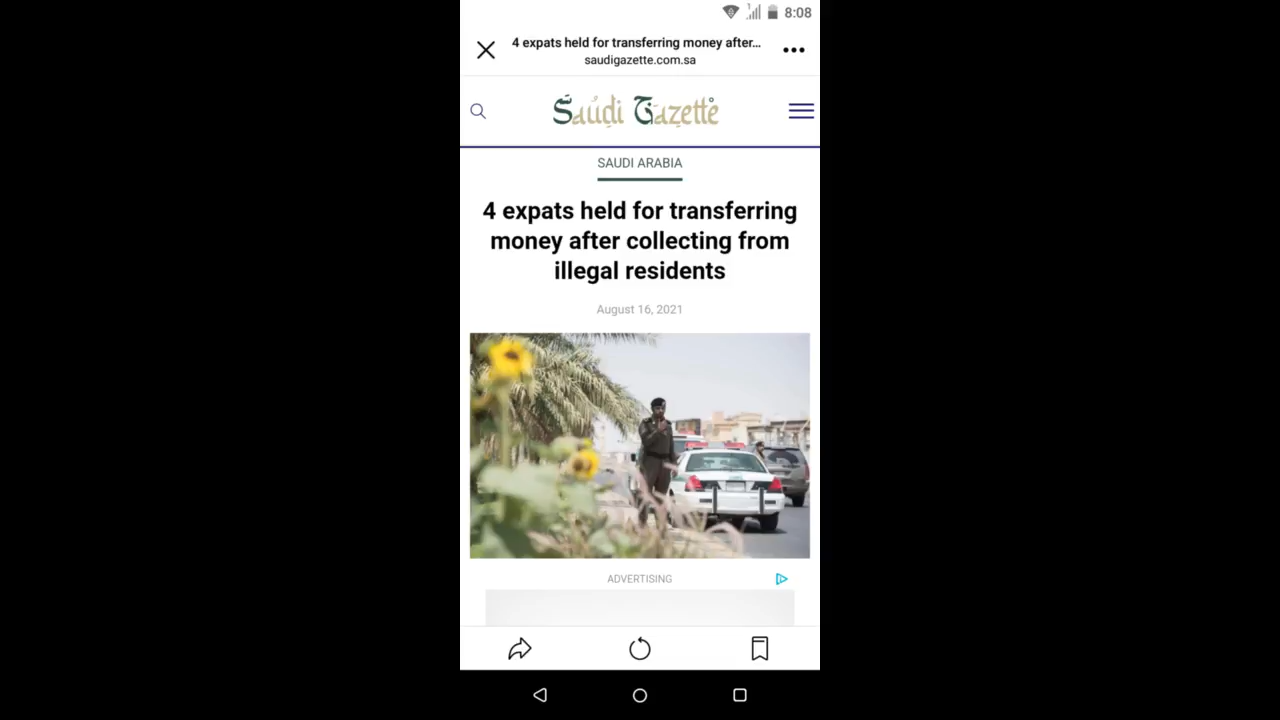 8:08
4 expats held for transferring money after...
saudigazette.com.sa
Saudi Gazette
SAUDI ARABIA
4 expats held for transferring
money after collecting from
illegal residents
August 16, 2021
ADVERTISING